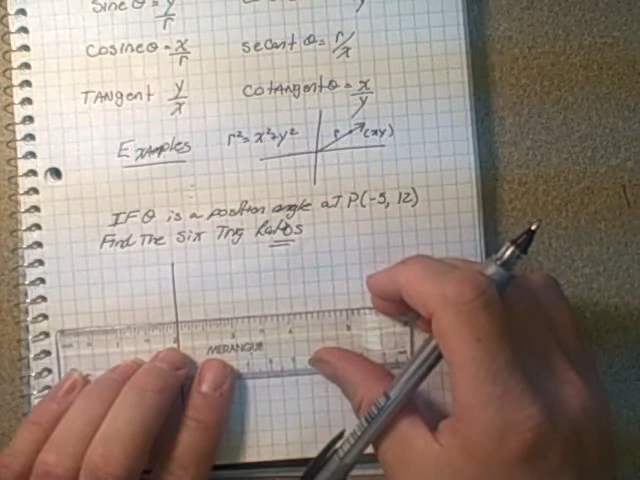 Sine θ = y/r
Cosine θ = x/r secant θ = r/x
TANgent y/x Cotangent θ = x/y
Examples r² = x² + y² r (xy)
IF θ is a position angle aT P(-5, 12)
Find The Six Trig Ratios
MERANGUE